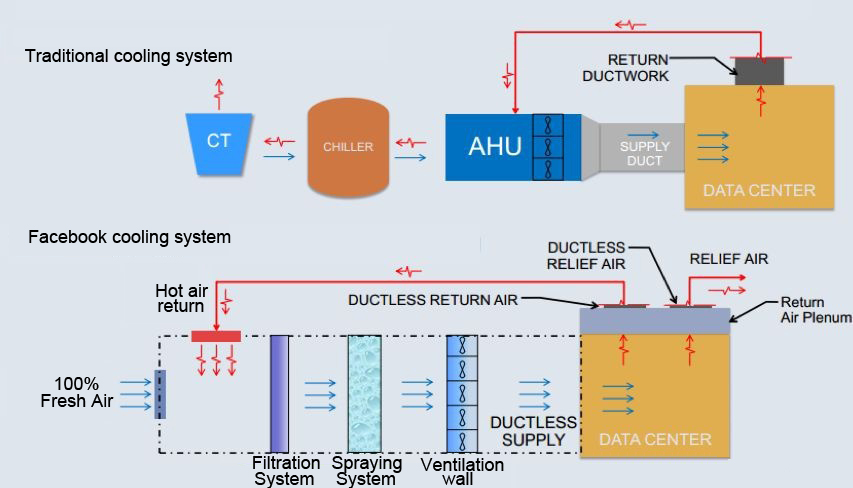 Traditional cooling system
RETURN
DUCTWORK
CT
CHILLER
AHU
SUPPLY
DUCT
DATA CENTER
Facebook cooling system
DUCTLESS
RELIEF AIR
RELIEF AIR
Hot air
return
DUCTLESS RETURN AIR
Return
Air Plenum
100%
Fresh Air
DUCTLESS
SUPPLY
DATA CENTER
Filtration
System
Spraying
System
Ventilation
wall